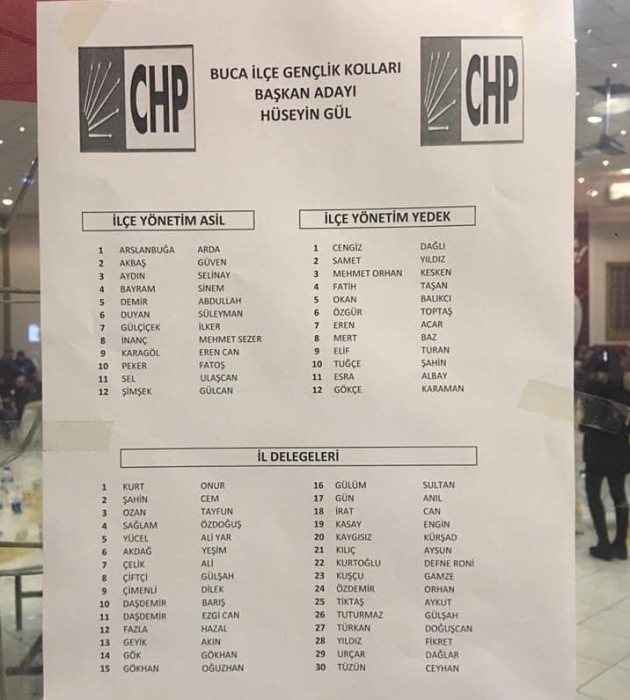 CHP
BUCA İLÇE GENÇLİK KOLLARI
BAŞKAN ADAYI
HÜSEYİN GÜL
CHP
İLÇE YÖNETİM ASİL
1 ARSLANBUĞA ARDA
2 AKBAŞ GÜVEN
3 AYDIN SELİNAY
4 BAYRAM SİNEM
5 DEMİR ABDULLAH
6 DUYAN SÜLEYMAN
7 GÜLÇİÇEK İLKER
8 İNANÇ MEHMET SEZER
9 KARAGÖL EREN CAN
10 PEKER FATOŞ
11 SEL ULAŞCAN
12 ŞİMŞEK GÜLCAN
İLÇE YÖNETİM YEDEK
1 CENGİZ DAĞLI
2 SAMET YILDIZ
3 MEHMET ORHAN KESKEN
4 FATİH TAŞAN
5 OKAN BALIKCI
6 ÖZGÜR TOPTAŞ
7 EREN ACAR
8 MERT BAZ
9 ELİF TURAN
10 TUĞÇE ŞAHİN
11 ESRA ALBAY
12 GÖKÇE KARAMAN
İL DELEGELERİ
1 KURT ONUR
2 ŞAHİN CEM
3 OZAN TAYFUN
4 SAĞLAM ÖZDOĞUŞ
5 YÜCEL ALİ YAR
6 AKDAĞ YEŞİM
7 ÇELİK ALİ
8 ÇİFTÇİ GÜLŞAH
9 ÇİMENLİ DİLEK
10 DAŞDEMİR BARIŞ
11 DAŞDEMİR EZGİ CAN
12 FAZLA HAZAL
13 GEYİK AKIN
14 GÖK GÖKHAN
15 GÖKHAN OĞUZHAN
16 GÜLÜM SULTAN
17 GÜN ANIL
18 İRAT CAN
19 KASAY ENGİN
20 KAYGISIZ KÜRŞAD
21 KILIÇ AYSUN
22 KURTOĞLU DEFNE RONİ
23 KUŞÇU GAMZE
24 ÖZDEMİR ORHAN
25 TİKTAŞ AYKUT
26 TUTURMAZ GÜLŞAH
27 TÜRKAN DOĞUŞCAN
28 YILDIZ FİKRET
29 URÇAR DAĞLAR
30 TÜZÜN CEYHAN